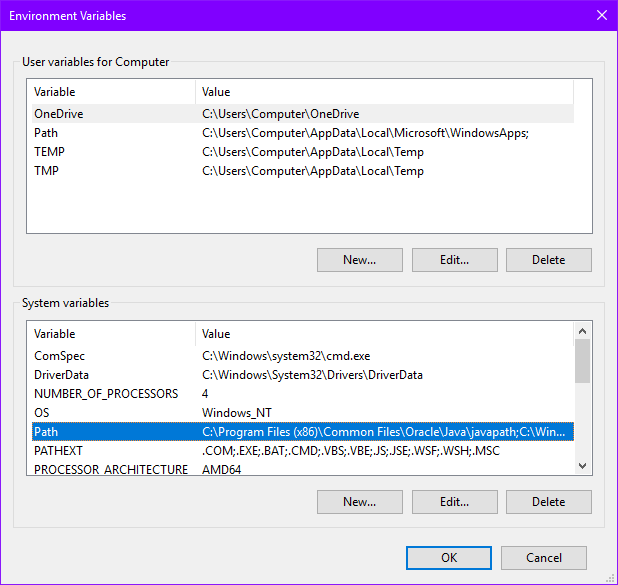 Environment Variables
User variables for Computer
Variable Value
OneDrive C:\Users\Computer\OneDrive
Path C:\Users\Computer\AppData\Local\Microsoft\WindowsApps;
TEMP C:\Users\Computer\AppData\Local\Temp
TMP C:\Users\Computer\AppData\Local\Temp
New... Edit... Delete
System variables
Variable Value
ComSpec C:\Windows\system32\cmd.exe
DriverData C:\Windows\System32\Drivers\DriverData
NUMBER_OF_PROCESSORS 4
OS Windows_NT
Path C:\Program Files (x86)\Common Files\Oracle\Java\javapath;C:\Win...
PATHEXT .COM;.EXE;.BAT;.CMD;.VBS;.VBE;.JS;.JSE;.WSF;.WSH;.MSC
PROCESSOR_ARCHITECTURE AMD64
New... Edit... Delete
OK Cancel